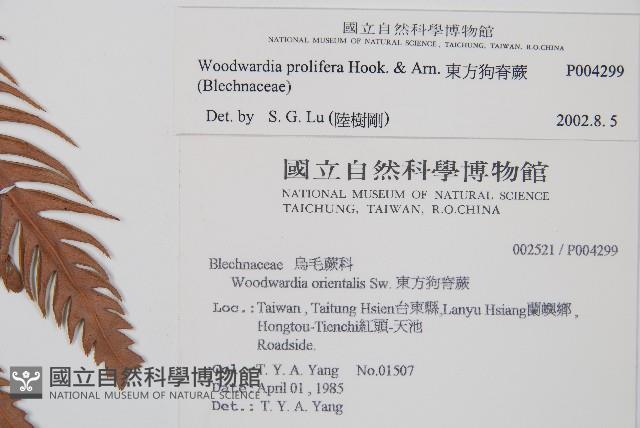 國立自然科學博物館
NATIONAL MUSEUM OF NATURAL SCIENCE, TAICHUNG, TAIWAN, R.O.CHINA
Woodwardia prolifera Hook. & Arn. 東方狗脊蕨 P004299
(Blechnaceae)
Det. by S. G. Lu (陸樹剛) 2002.8.5
國立自然科學博物館
NATIONAL MUSEUM OF NATURAL SCIENCE
TAICHUNG, TAIWAN, R.O.CHINA
002521 / P004299
Blechnaceae 烏毛蕨科
Woodwardia orientalis Sw. 東方狗脊蕨
Loc.: Taiwan , Taitung Hsien台東縣,Lanyu Hsiang蘭嶼鄉 ,
Hongtou-Tienchi紅頭-天池
Roadside.
Col.: T. Y. A. Yang No.01507
Date: April 01 , 1985
Det.: T. Y. A. Yang
國立自然科學博物館
NATIONAL MUSEUM OF NATURAL SCIENCE